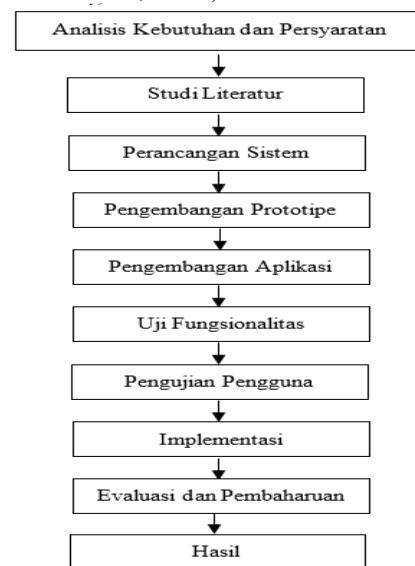 Analisis Kebutuhan dan Persyaratan
Studi Literatur
Perancangan Sistem
Pengembangan Prototipe
Pengembangan Aplikasi
Uji Fungsionalitas
Pengujian Pengguna
Implementasi
Evaluasi dan Pembaharuan
Hasil